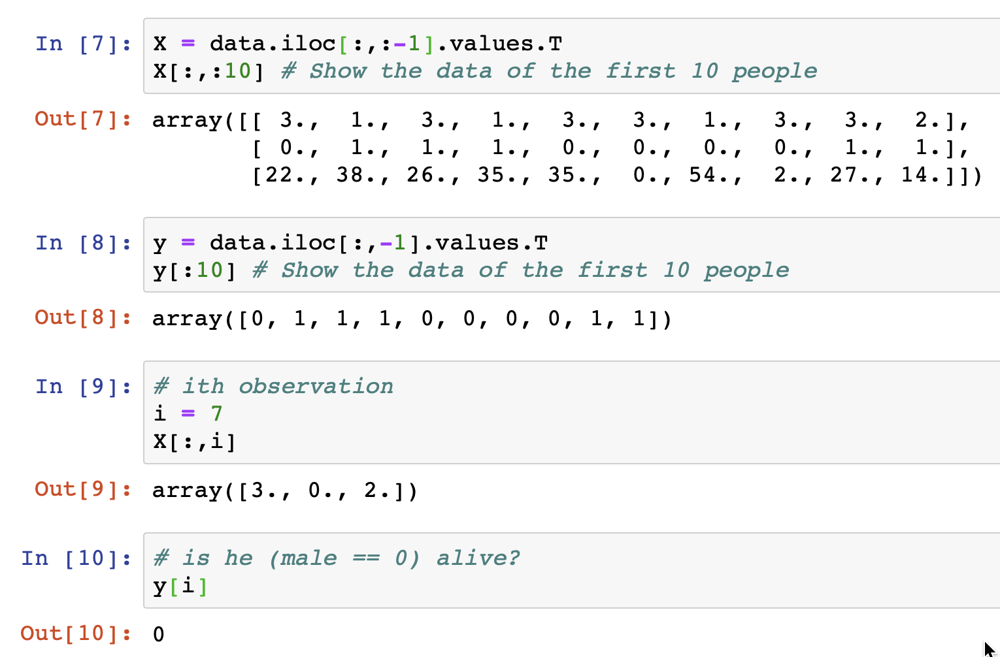 In [7]: X = data.iloc[:,:-1].values.T
X[:,:10] # Show the data of the first 10 people
Out[7]: array([[ 3.,  1.,  3.,  1.,  3.,  3.,  1.,  3.,  3.,  2.],
       [ 0.,  1.,  1.,  1.,  0.,  0.,  0.,  0.,  1.,  1.],
       [22., 38., 26., 35., 35.,  0., 54.,  2., 27., 14.]])
In [8]: y = data.iloc[:,-1].values.T
y[:10] # Show the data of the first 10 people
Out[8]: array([0, 1, 1, 1, 0, 0, 0, 0, 1, 1])
In [9]: # ith observation
i = 7
X[:,i]
Out[9]: array([3., 0., 2.])
In [10]: # is he (male == 0) alive?
y[i]
Out[10]: 0